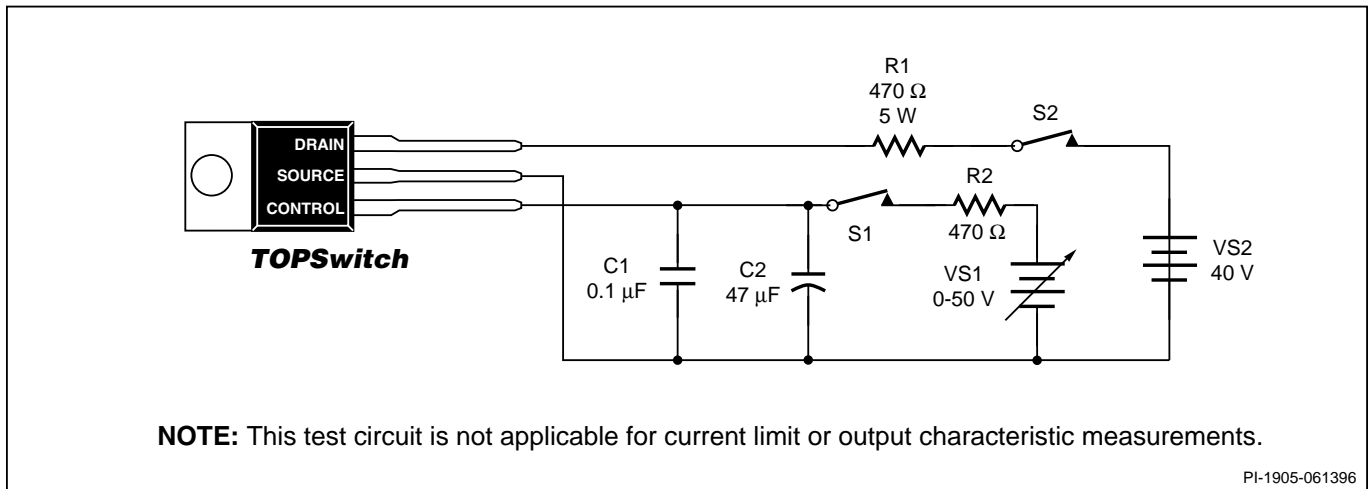 R1
470 Ω
5 W
S2
DRAIN
SOURCE
CONTROL
TOPSwitch
R2
470 Ω
S1
C1
0.1 µF
C2
47 µF
VS1
0-50 V
VS2
40 V
NOTE: This test circuit is not applicable for current limit or output characteristic measurements.
PI-1905-061396